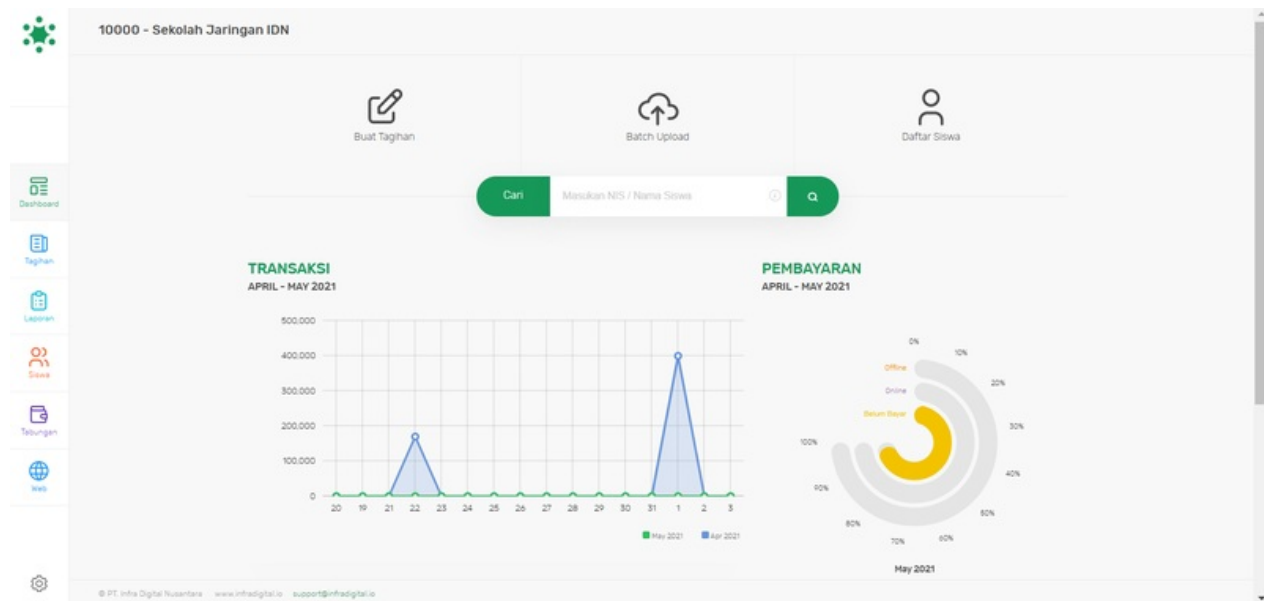 10000 - Sekolah Jaringan IDN
Buat Tagihan
Batch Upload
Daftar Siswa
Dashboard
Tagihan
Laporan
Siswa
Tabungan
Web
Cari
Masukan NIS / Nama Siswa
TRANSAKSI
APRIL - MAY 2021
500,000
400,000
300,000
200,000
100,000
0
20 19 21 22 23 24 25 26 27 28 29 30 31 1 2 3
May 2021 Apr 2021
PEMBAYARAN
APRIL - MAY 2021
Offline
Online
Belum Bayar
0%
10%
20%
30%
40%
50%
60%
70%
80%
90%
100%
May 2021
© PT. Infra Digital Nusantara www.infradigital.io support@infradigital.io